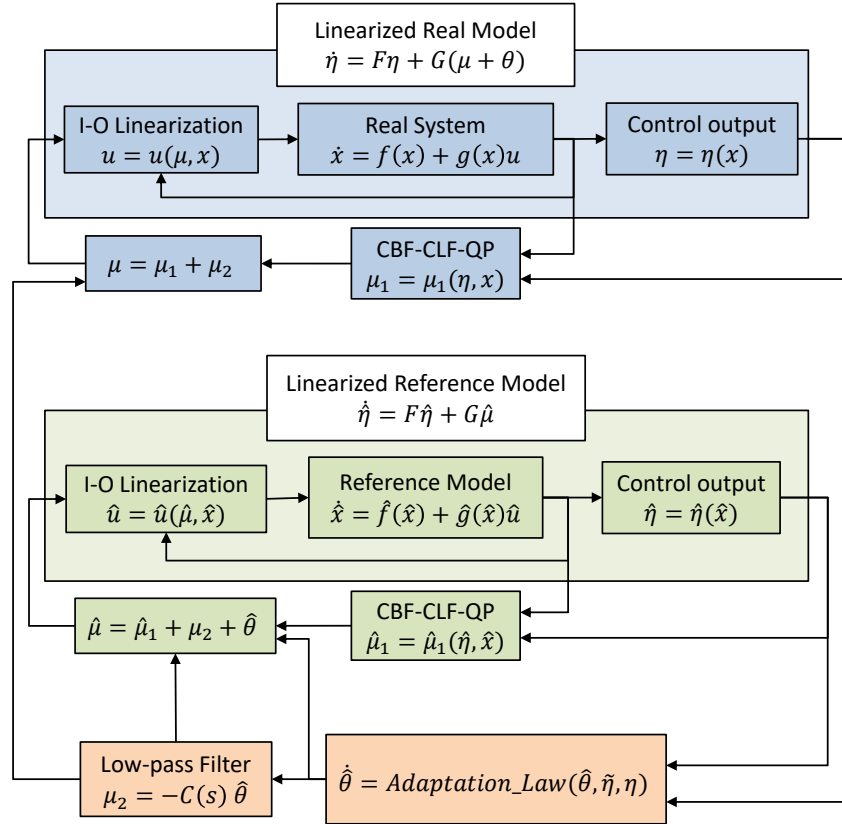 Linearized Real Model
η̇ = Fη + G(μ + θ)
I-O Linearization
u = u(μ, x)
Real System
ẋ = f(x) + g(x)u
Control output
η = η(x)
μ = μ₁ + μ₂
CBF-CLF-QP
μ₁ = μ₁(η, x)
Linearized Reference Model
η̂̇ = Fη̂ + Gμ̂
I-O Linearization
û = û(μ̂, x̂)
Reference Model
x̂̇ = f̂(x̂) + ĝ(x̂)û
Control output
η̂ = η̂(x̂)
μ̂ = μ̂₁ + μ₂ + θ̂
CBF-CLF-QP
μ̂₁ = μ̂₁(η̂, x̂)
Low-pass Filter
μ₂ = −C(s) θ̂
θ̂̇ = Adaptation_Law(θ̂, η̃, η)